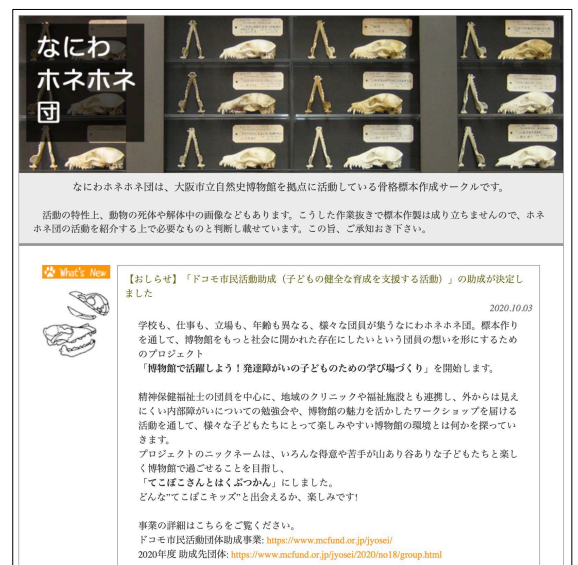 なにわ
ホネホネ
団
なにわホネホネ団は、大阪市立自然史博物館を拠点に活動している骨格標本作成サークルです。
活動の特性上、動物の死体や解体中の画像などもあります。こうした作業抜きで標本作製は成り立ちませんので、ホネ
ホネ団の活動を紹介する上で必要なものと判断し載せています。この旨、ご承知おき下さい。
What's New
【おしらせ】「ドコモ市民活動助成（子どもの健全な育成を支援する活動）」の助成が決定し
ました
2020.10.03
学校も、仕事も、立場も、年齢も異なる、様々な団員が集うなにわホネホネ団。標本作り
を通して、博物館をもっと社会に開かれた存在にしたいという団員の想いを形にするため
のプロジェクト
「博物館で活躍しよう！発達障がいの子どものための学び場づくり」を開始します。
精神保健福祉士の団員を中心に、地域のクリニックや福祉施設とも連携し、外からは見え
にくい内部障がいについての勉強会や、博物館の魅力を活かしたワークショップを届ける
活動を通して、様々な子どもたちにとって楽しみやすい博物館の環境とは何かを探ってい
きます。
プロジェクトのニックネームは、いろんな得意や苦手が山あり谷ありな子どもたちと楽し
く博物館で過ごせることを目指し、
「てこぼこさんとはくぶつかん」にしました。
どんな”てこぼこキッズ”と出会えるか、楽しみです!
事業の詳細はこちらをご覧ください。
ドコモ市民活動団体助成事業: https://www.mcfund.or.jp/jyosei/
2020年度 助成先団体: https://www.mcfund.or.jp/jyosei/2020/no18/group.html